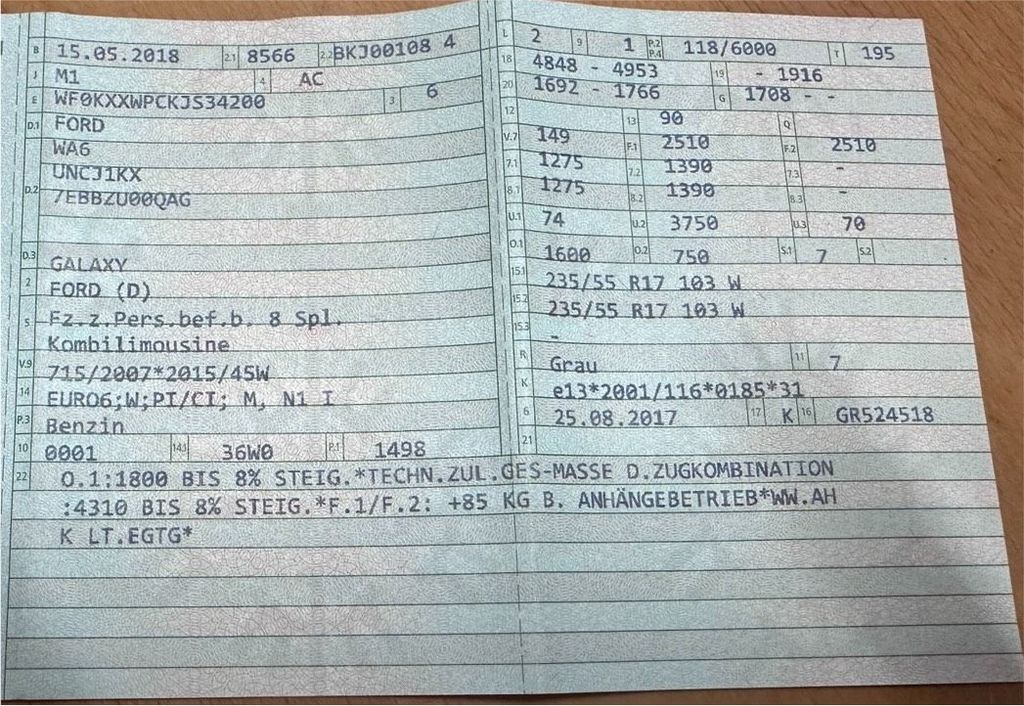 B 15.05.2018 2.1 8566 2.2 BKJ00108 4
J M1 4 AC
E WF0KXXWPCKJS34200 3 6
D.1 FORD
D.2 WA6
UNCJ1KX
7EBBZU00QAG
D.3 GALAXY
2 FORD (D)
5 Fz.z.Pers.bef.b. 8 Spl.
Kombilimousine
V.9 715/2007*2015/45W
14 EURO6;W;PI/CI; M, N1 I
P.3 Benzin
10 0001 14.1 36W0 P.1 1498
L 2 9 1 P.2 P.4 118/6000 T 195
18 4848 - 4953 19 - 1916
20 1692 - 1766 G 1708 - -
12 13 90 Q
V.7 149 F.1 2510 F.2 2510
7.1 1275 7.2 1390 7.3 -
8.1 1275 8.2 1390 8.3 -
U.1 74 U.2 3750 U.3 70
O.1 1600 O.2 750 S.1 7 S.2
15.1 235/55 R17 103 W
15.2 235/55 R17 103 W
15.3 -
R Grau 11 7
K e13*2001/116*0185*31
6 25.08.2017 17 K 16 GR524518
21
22 O.1:1800 BIS 8% STEIG.*TECHN.ZUL.GES-MASSE D.ZUGKOMBINATION
:4310 BIS 8% STEIG.*F.1/F.2: +85 KG B. ANHÄNGEBETRIEB*WW.AH
K LT.EGTG*